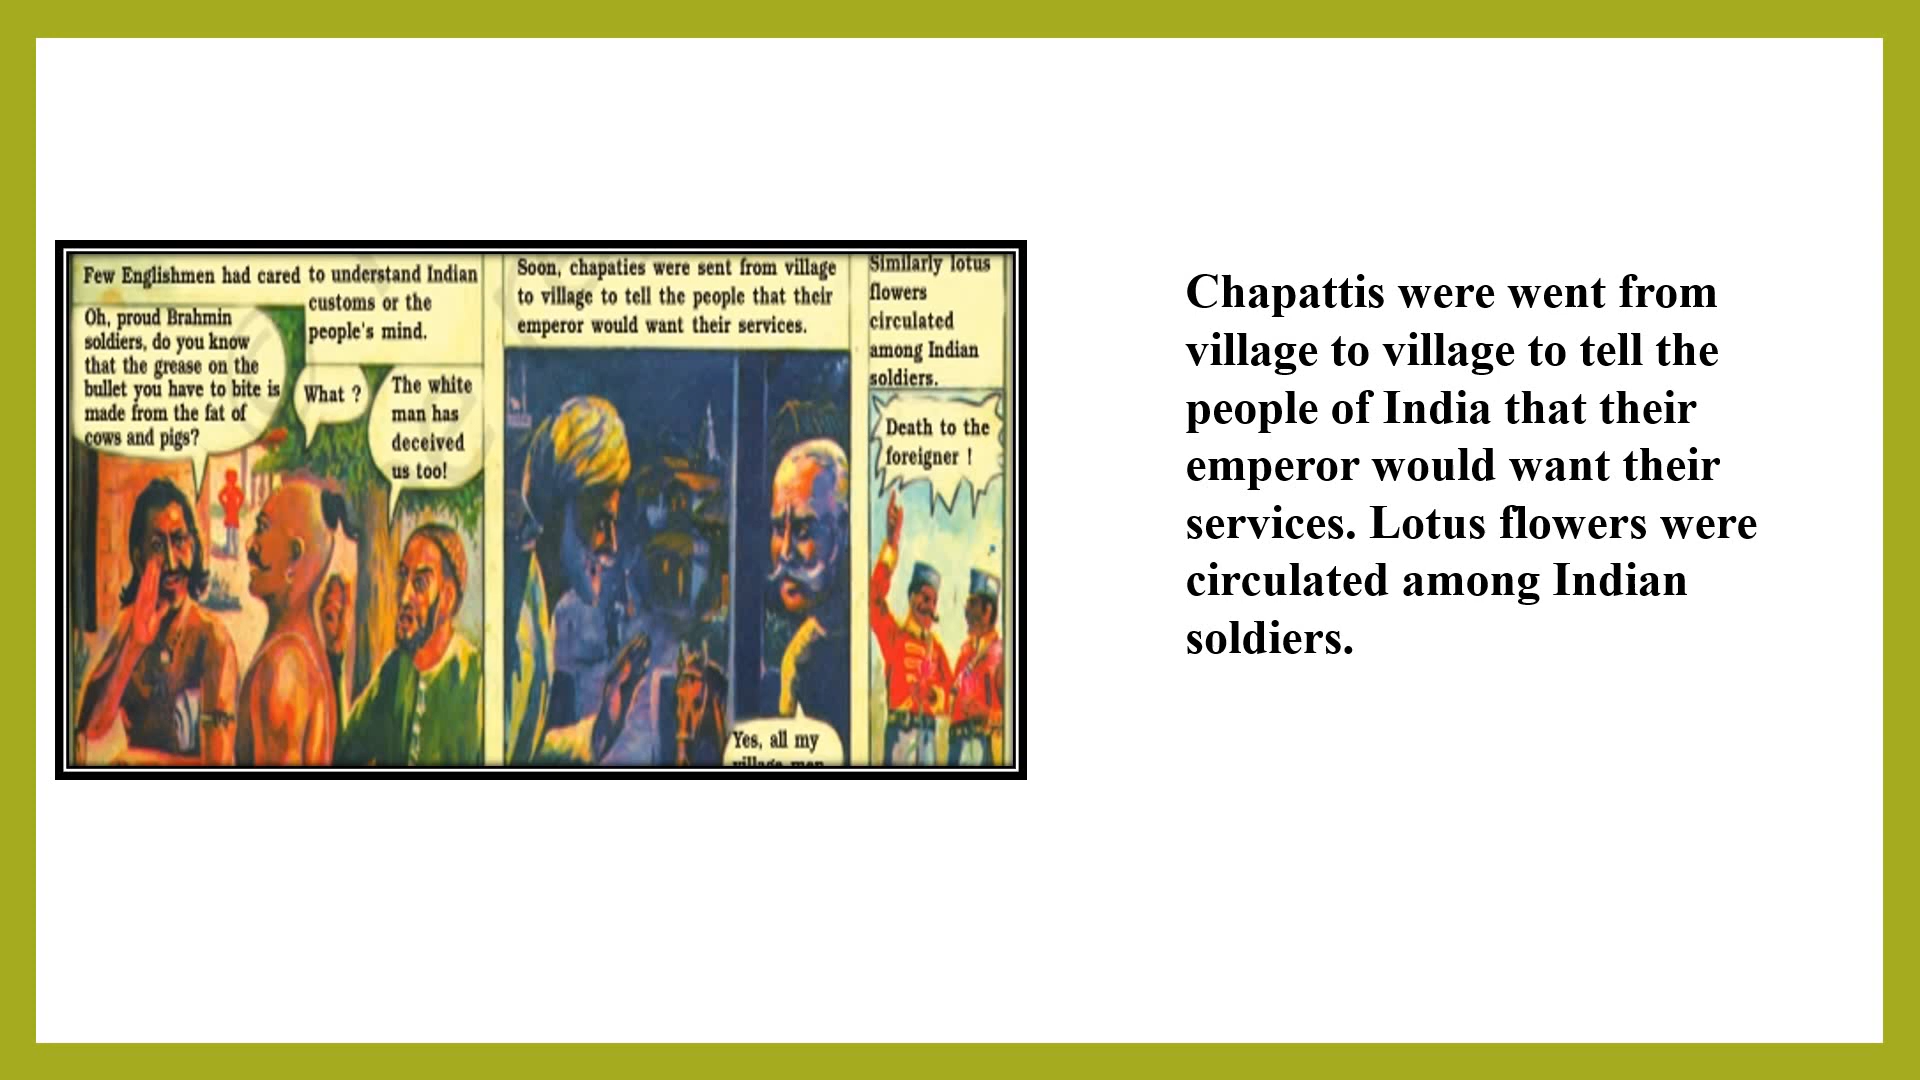 Few Englishmen had cared to understand Indian
customs or the
people's mind.
Oh, proud Brahmin
soldiers, do you know
that the grease on the
bullet you have to bite is
made from the fat of
cows and pigs?
What ?
The white
man has
deceived
us too!
Soon, chapaties were sent from village
to village to tell the people that their
emperor would want their services.
Yes, all my
village men
Similarly lotus
flowers
circulated
among Indian
soldiers.
Death to the
foreigner !
Chapattis were went from
village to village to tell the
people of India that their
emperor would want their
services. Lotus flowers were
circulated among Indian
soldiers.